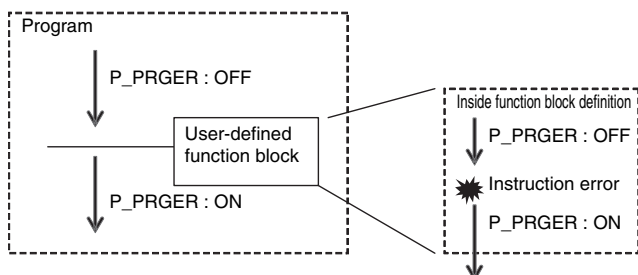 Program
P_PRGER : OFF
User-defined
function block
P_PRGER : ON
Inside function block definition
P_PRGER : OFF
Instruction error
P_PRGER : ON